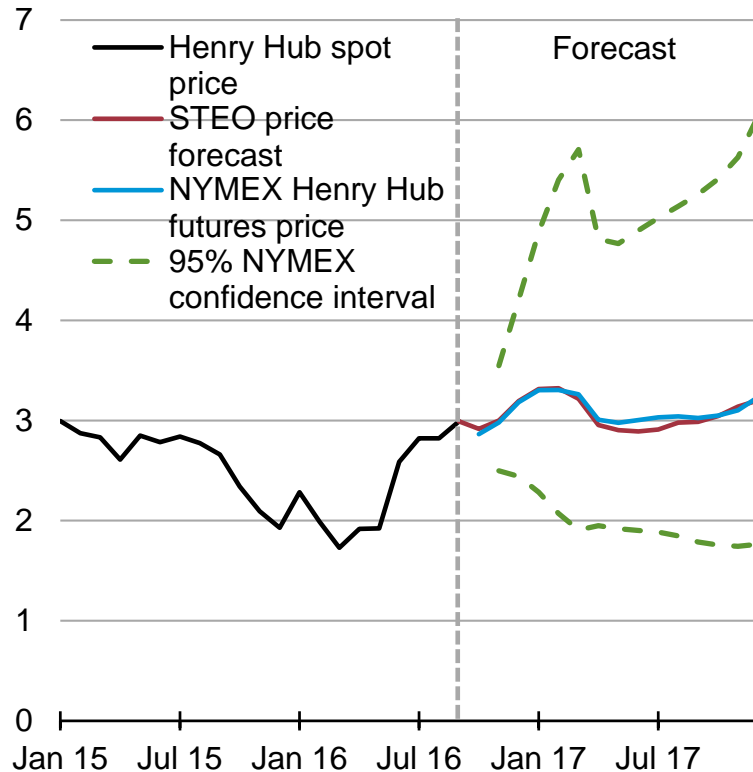 7
Henry Hub spot
price
Forecast
6
STEO price
forecast
5
NYMEX Henry Hub
futures price
95% NYMEX
confidence interval
4
3
2
1
0
Jan 15
Jul 15
Jan 16
Jul 16
Jan 17
Jul 17